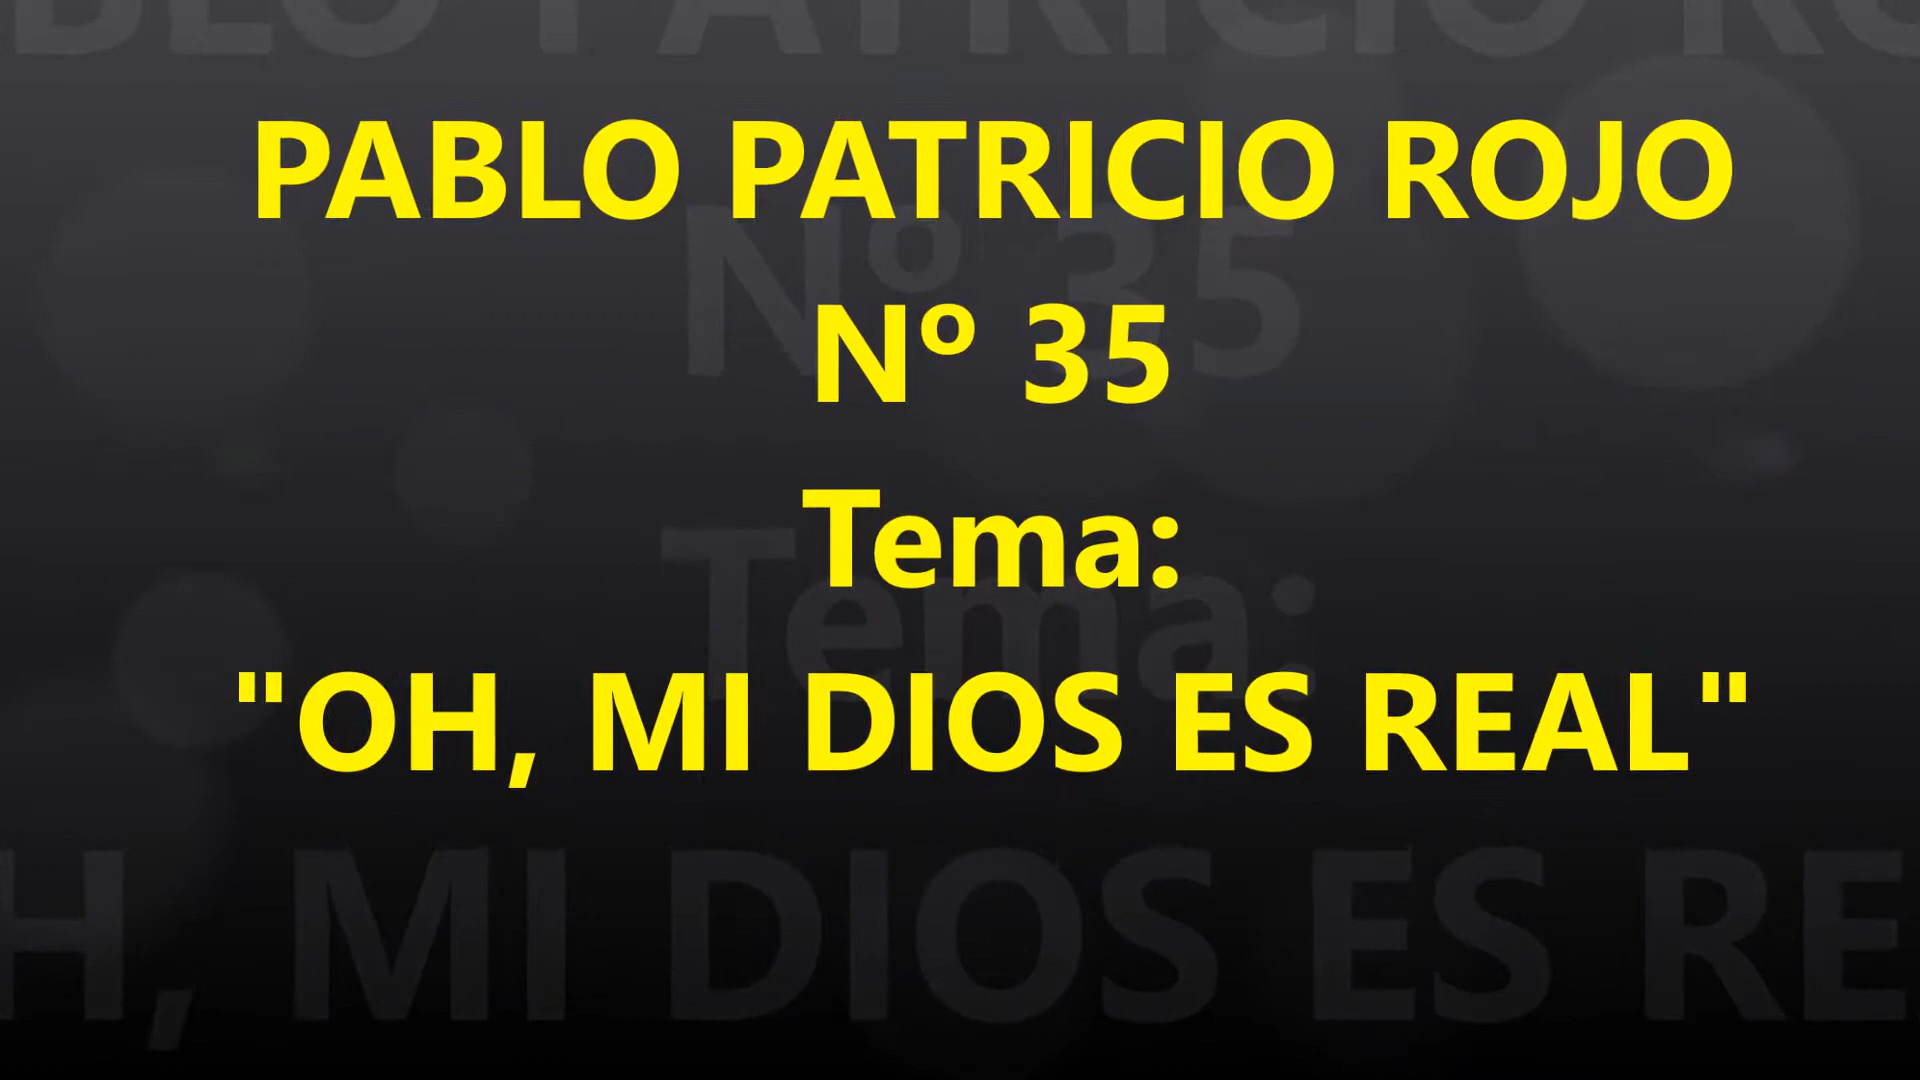 PABLO PATRICIO ROJO
Nº 35
Tema:
"OH, MI DIOS ES REAL"